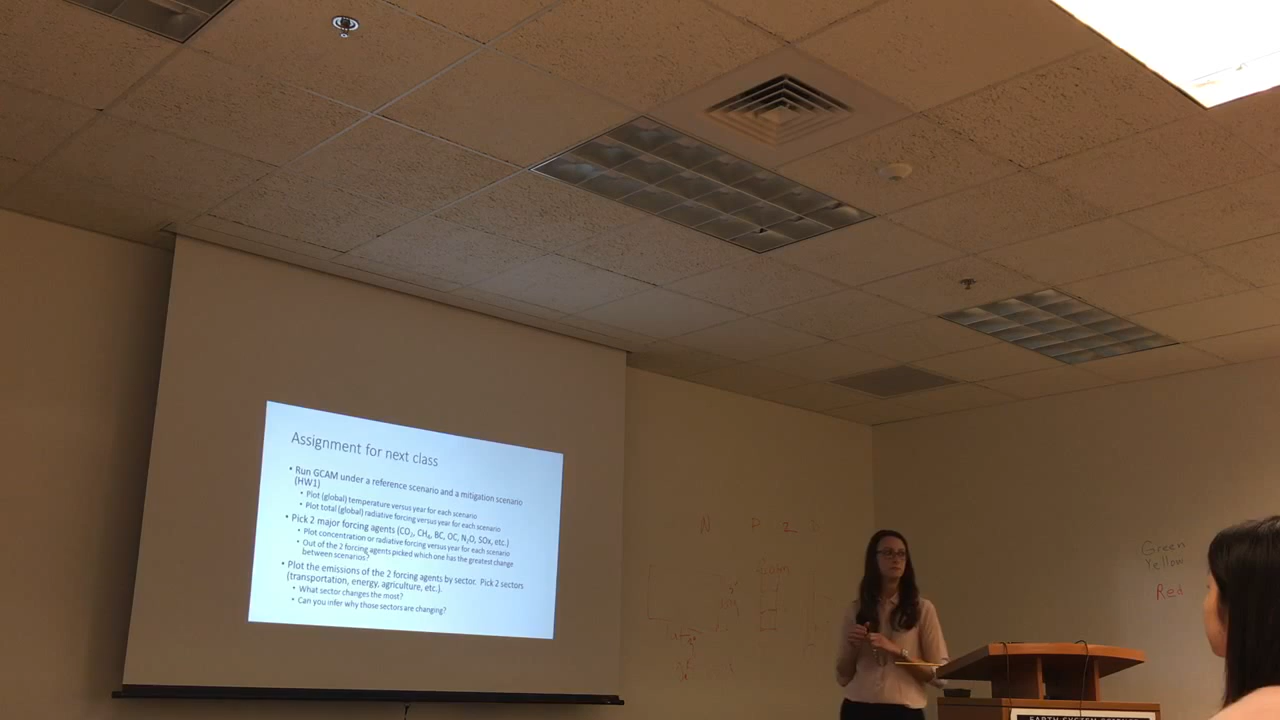 Assignment for next class
• Run GCAM under a reference scenario and a mitigation scenario
(HW1)
• Plot (global) temperature versus year for each scenario
• Plot total (global) radiative forcing versus year for each scenario
• Pick 2 major forcing agents (CO₂, CH₄, BC, OC, N₂O, SOx, etc.)
• Plot concentration or radiative forcing versus year for each scenario
• Out of the 2 forcing agents picked which one has the greatest change
between scenarios?
• Plot the emissions of the 2 forcing agents by sector. Pick 2 sectors
(transportation, energy, agriculture, etc.).
• What sector changes the most?
• Can you infer why those sectors are changing?
N P 2
Green
Yellow
Red
EARTH SYSTEM